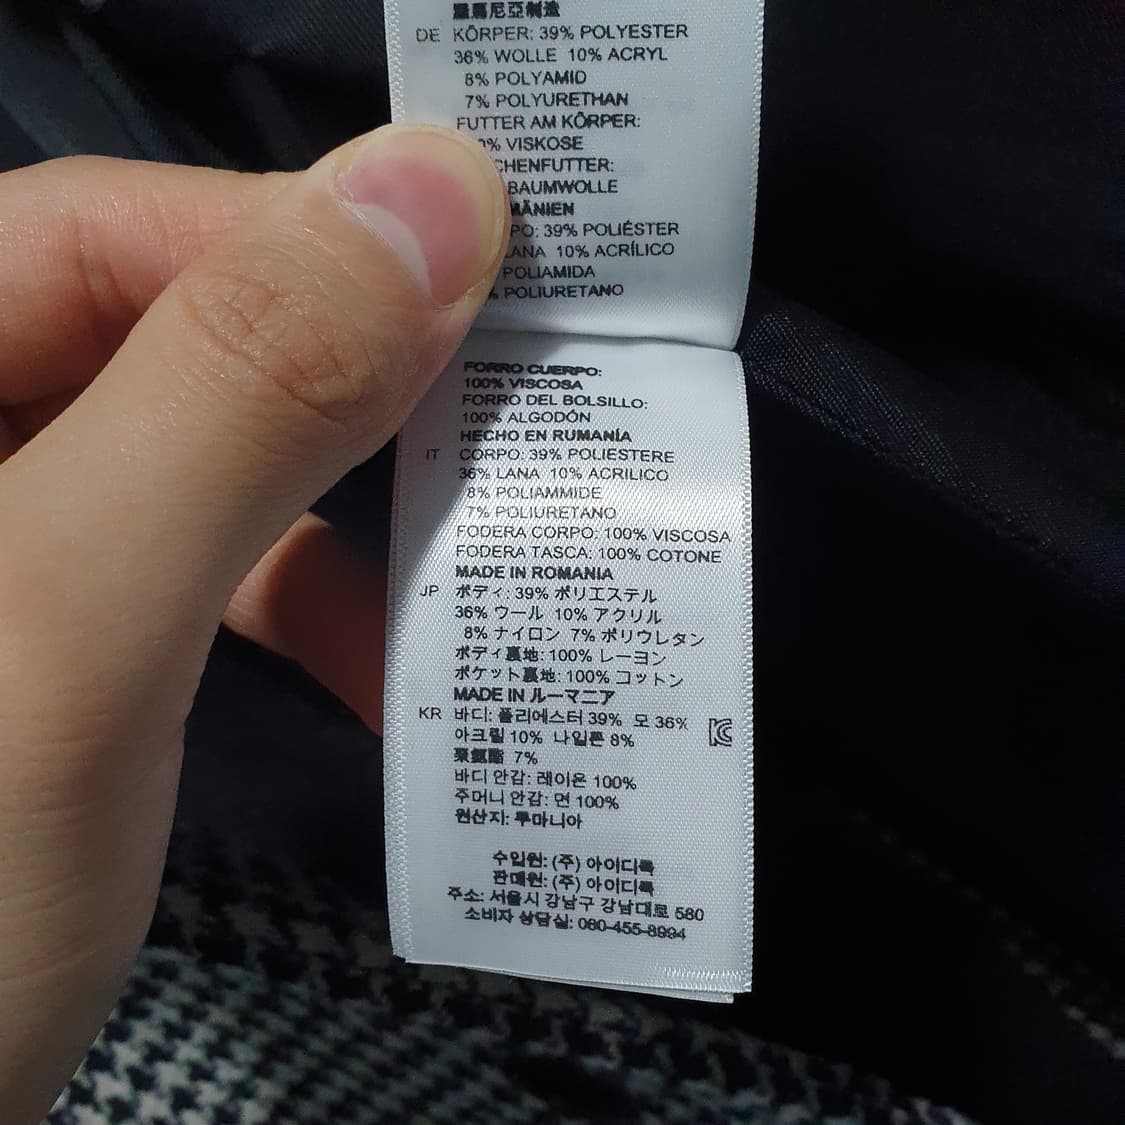 羅馬尼亞制造
DE KÖRPER: 39% POLYESTER
36% WOLLE 10% ACRYL
8% POLYAMID
7% POLYURETHAN
FUTTER AM KÖRPER:
% VISKOSE
CHENFUTTER:
BAUMWOLLE
MÄNIEN
PO: 39% POLIÉSTER
LANA 10% ACRÍLICO
POLIAMIDA
% POLIURETANO
FORRO CUERPO:
100% VISCOSA
FORRO DEL BOLSILLO:
100% ALGODÓN
HECHO EN RUMANÍA
IT CORPO: 39% POLIESTERE
36% LANA 10% ACRILICO
8% POLIAMMIDE
7% POLIURETANO
FODERA CORPO: 100% VISCOSA
FODERA TASCA: 100% COTONE
MADE IN ROMANIA
JP ボディ: 39% ポリエステル
36% ウール 10% アクリル
8% ナイロン 7% ポリウレタン
ボディ裏地: 100% レーヨン
ポケット裏地: 100% コットン
MADE IN ルーマニア
KR 바디: 폴리에스터 39% 모 36%
아크릴 10% 나일론 8%
聚氨酯 7%
바디 안감: 레이온 100%
주머니 안감: 면 100%
원산지: 루마니아
수입원: (주) 아이디룩
판매원: (주) 아이디룩
주소: 서울시 강남구 강남대로 580
소비자 상담실: 080-455-8994